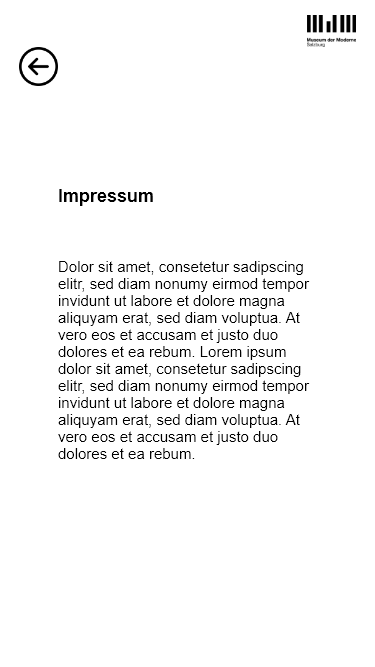 Museum der Moderne
Salzburg
Impressum
Dolor sit amet, consetetur sadipscing
elitr, sed diam nonumy eirmod tempor
invidunt ut labore et dolore magna
aliquyam erat, sed diam voluptua. At
vero eos et accusam et justo duo
dolores et ea rebum. Lorem ipsum
dolor sit amet, consetetur sadipscing
elitr, sed diam nonumy eirmod tempor
invidunt ut labore et dolore magna
aliquyam erat, sed diam voluptua. At
vero eos et accusam et justo duo
dolores et ea rebum.